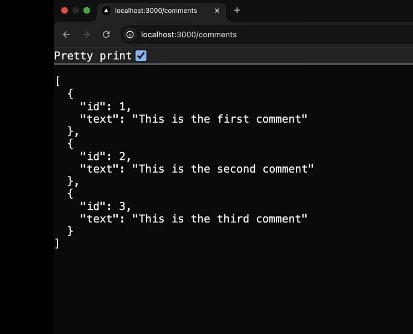 localhost:3000/comments
localhost:3000/comments
Pretty print
[
  {
    "id": 1,
    "text": "This is the first comment"
  },
  {
    "id": 2,
    "text": "This is the second comment"
  },
  {
    "id": 3,
    "text": "This is the third comment"
  }
]